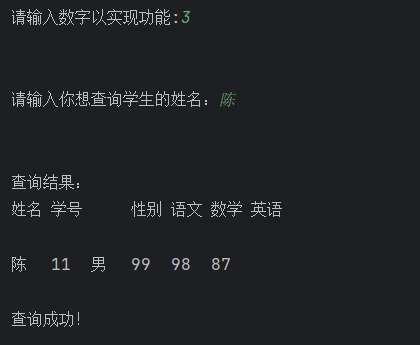 请输入数字以实现功能:3
请输入你想查询学生的姓名：陈
查询结果：
姓名 学号 性别 语文 数学 英语
陈 11 男 99 98 87
查询成功!